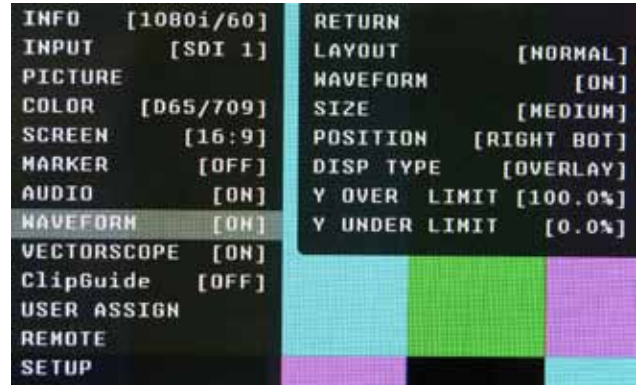 INFO [1080i/60]
INPUT [SDI 1]
PICTURE
COLOR [D65/709]
SCREEN [16:9]
MARKER [OFF]
AUDIO [ON]
WAVEFORM [ON]
VECTORSCOPE [ON]
ClipGuide [OFF]
USER ASSIGN
REMOTE
SETUP
RETURN
LAYOUT [NORMAL]
WAVEFORM [ON]
SIZE [MEDIUM]
POSITION [RIGHT BOT]
DISP TYPE [OVERLAY]
Y OVER LIMIT [100.0%]
Y UNDER LIMIT [0.0%]